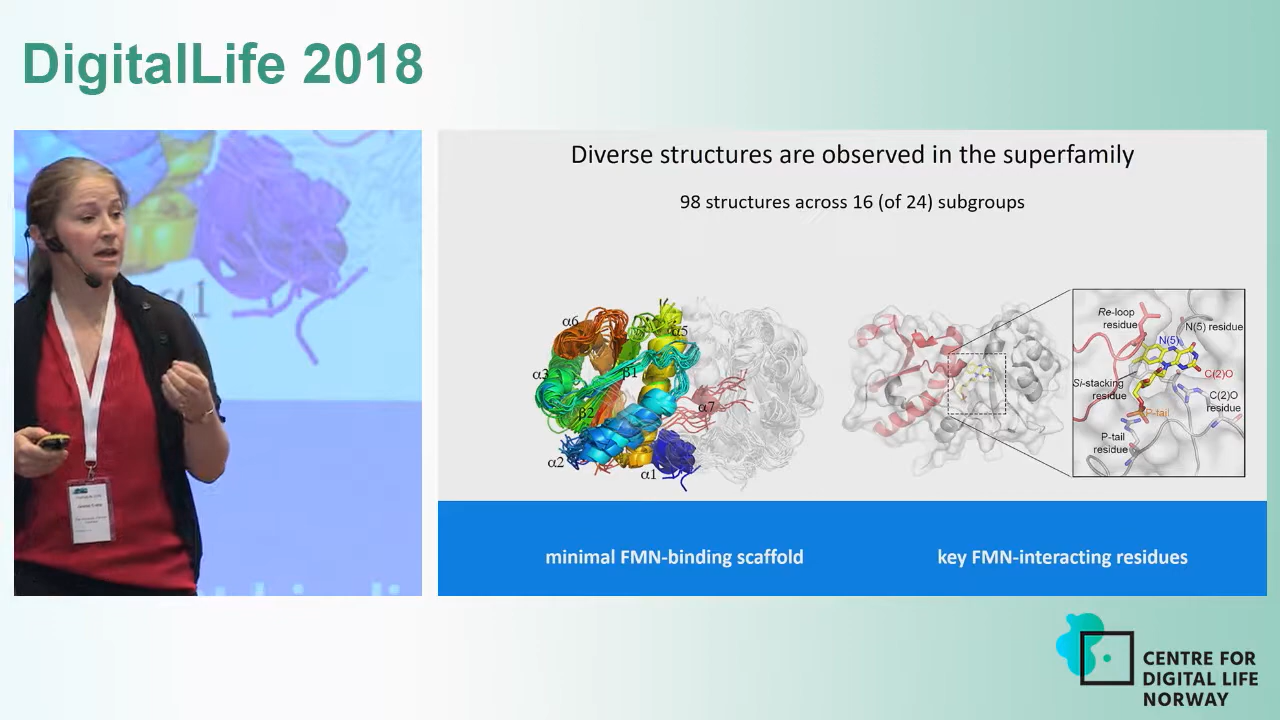 DigitalLife 2018
α1
Diverse structures are observed in the superfamily
98 structures across 16 (of 24) subgroups
α6
α5
α3
β1
β2
α7
α2
α1
Re-loop
residue
N(5) residue
N(5)
C(2)O
Si-stacking
residue
C(2)O
residue
P-tail
P-tail
residue
minimal FMN-binding scaffold
key FMN-interacting residues
CENTRE FOR
DIGITAL LIFE
NORWAY